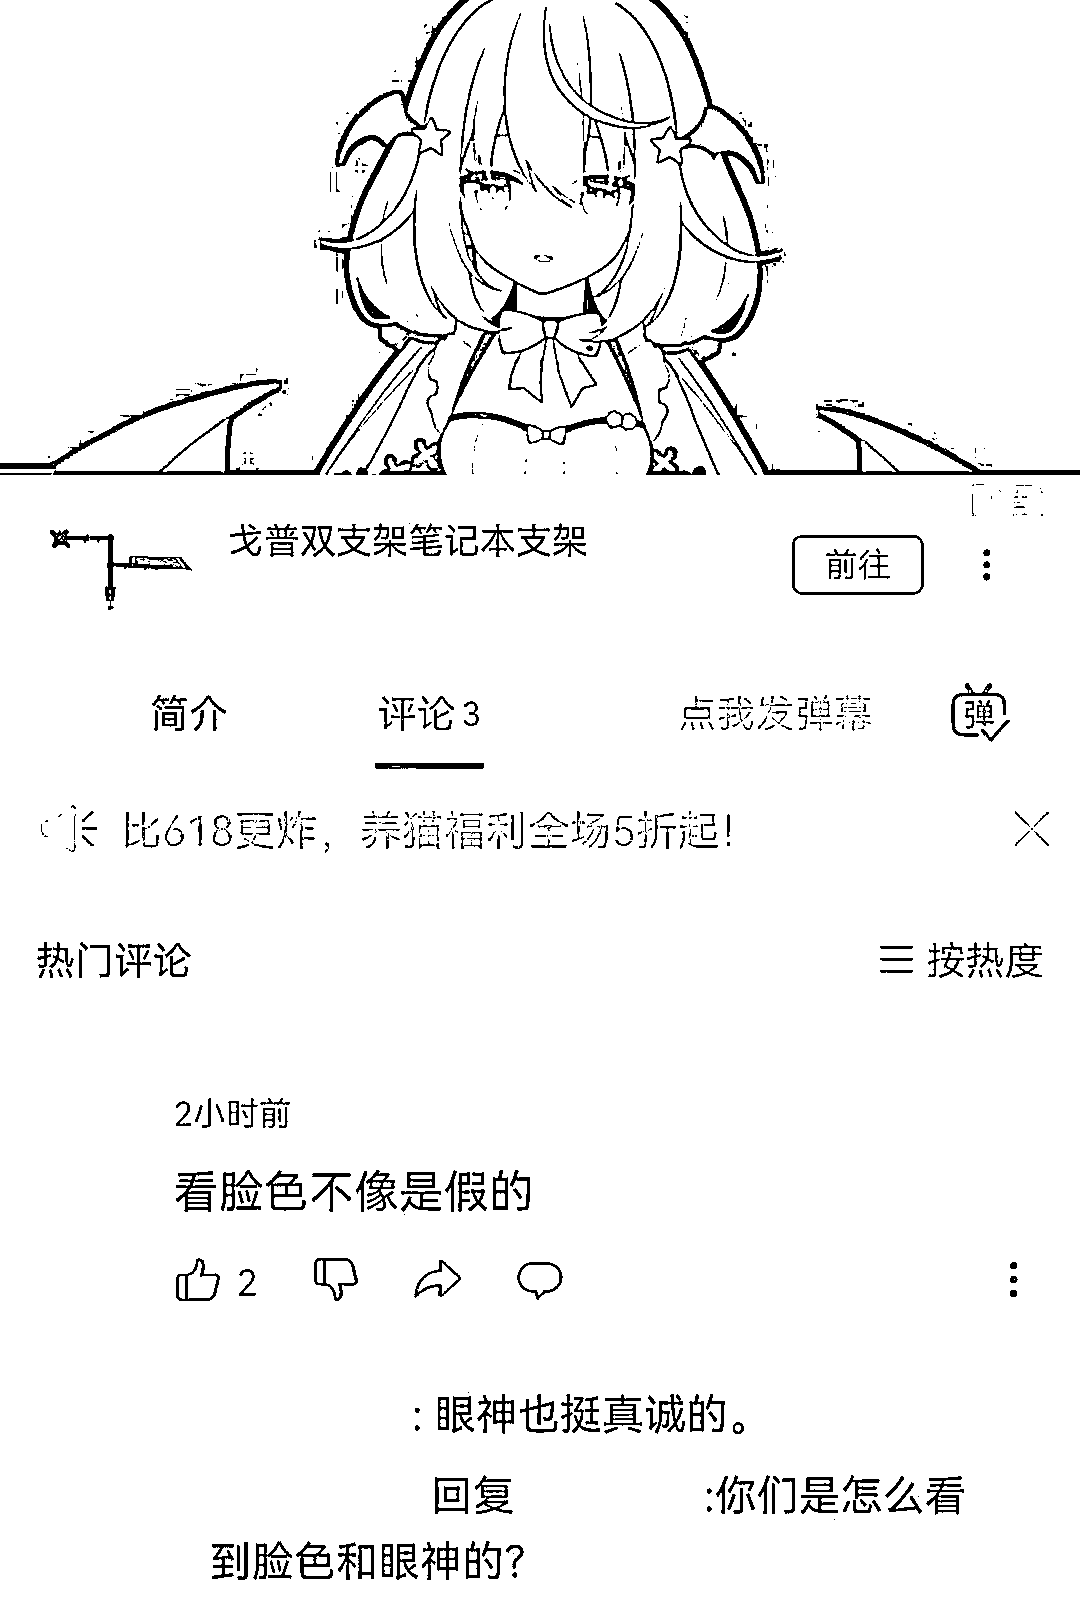 戈普双支架笔记本支架
前往
简介
评论 3
点我发弹幕
弹
比618更炸，养猫福利全场5折起!
热门评论
按热度
2小时前
看脸色不像是假的
2
: 眼神也挺真诚的。
回复 :你们是怎么看
到脸色和眼神的?